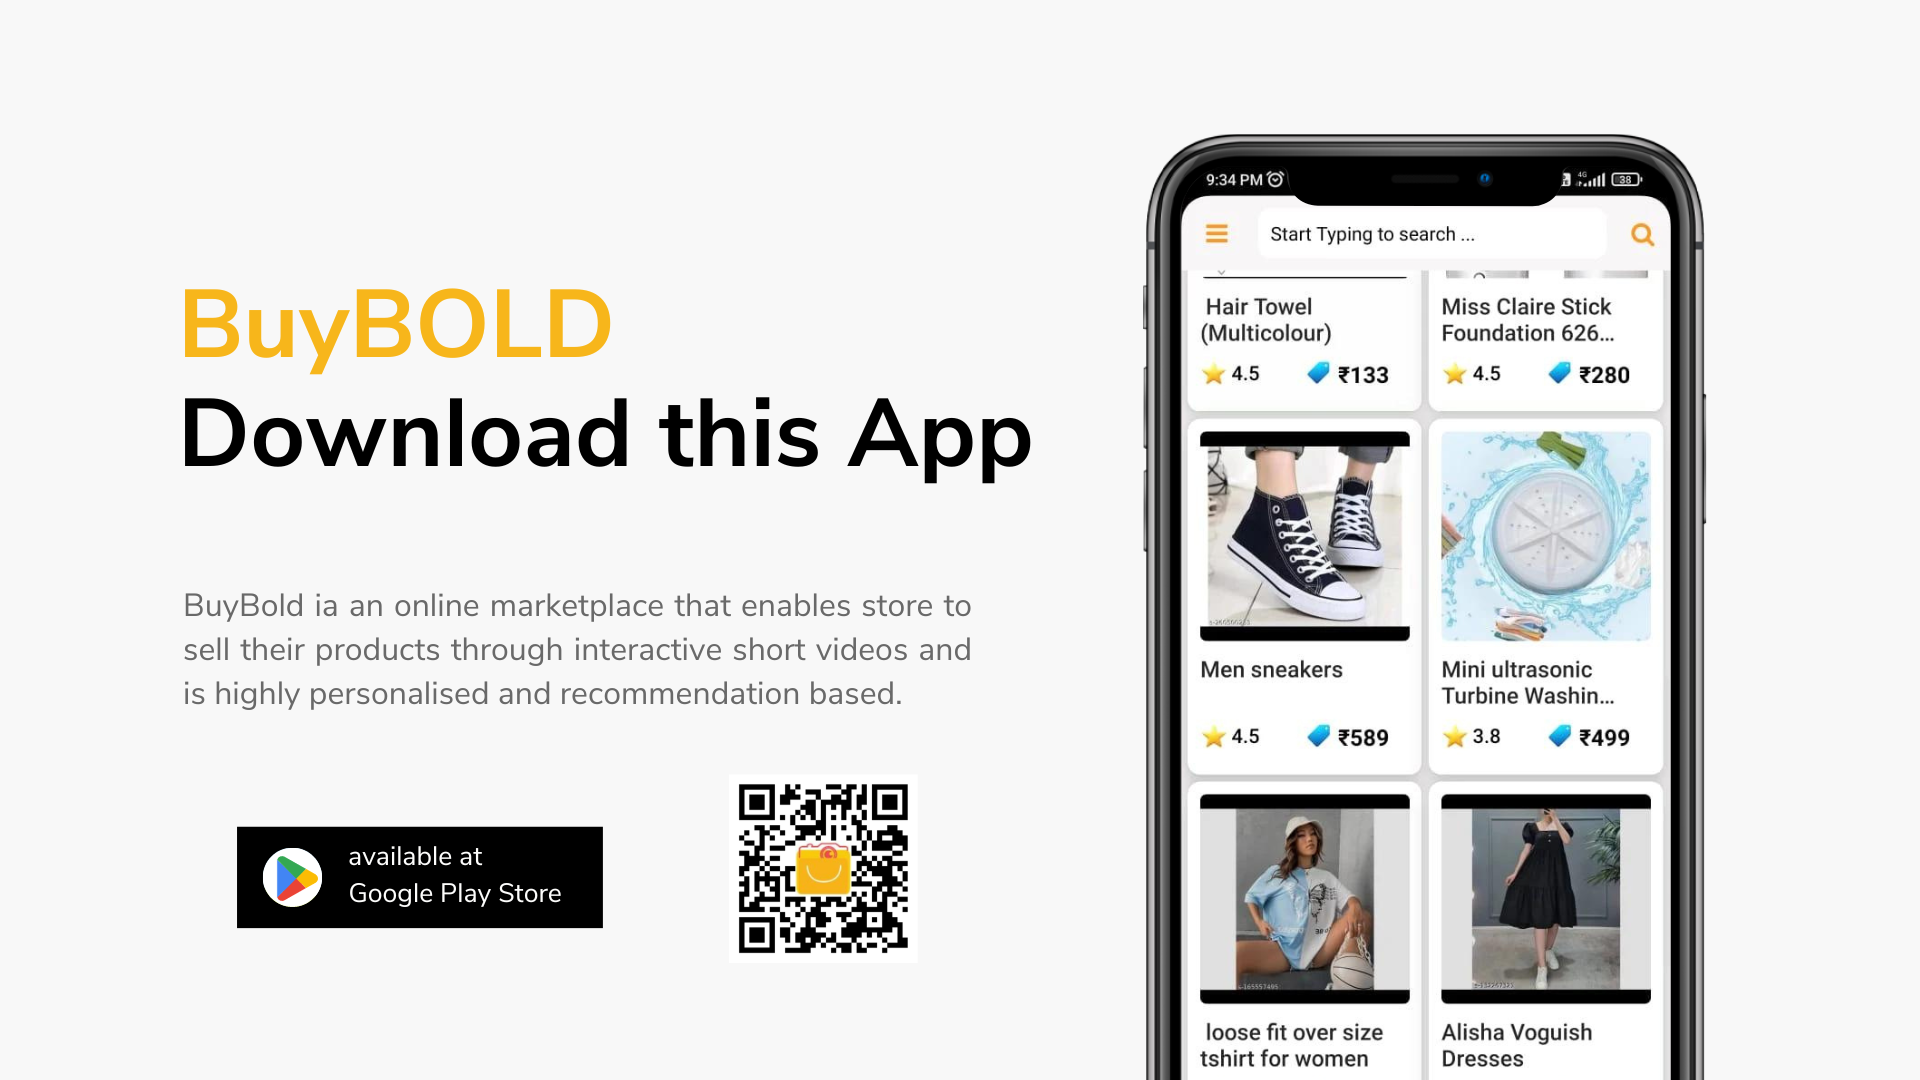 BuyBOLD
Download this App
BuyBold ia an online marketplace that enables store to
sell their products through interactive short videos and
is highly personalised and recommendation based.
available at
Google Play Store
9:34 PM
4G
38
Start Typing to search ...
Hair Towel
(Multicolour)
4.5
₹133
Miss Claire Stick
Foundation 626...
4.5
₹280
Men sneakers
4.5
₹589
Mini ultrasonic
Turbine Washin...
3.8
₹499
loose fit over size
tshirt for women
Alisha Voguish
Dresses